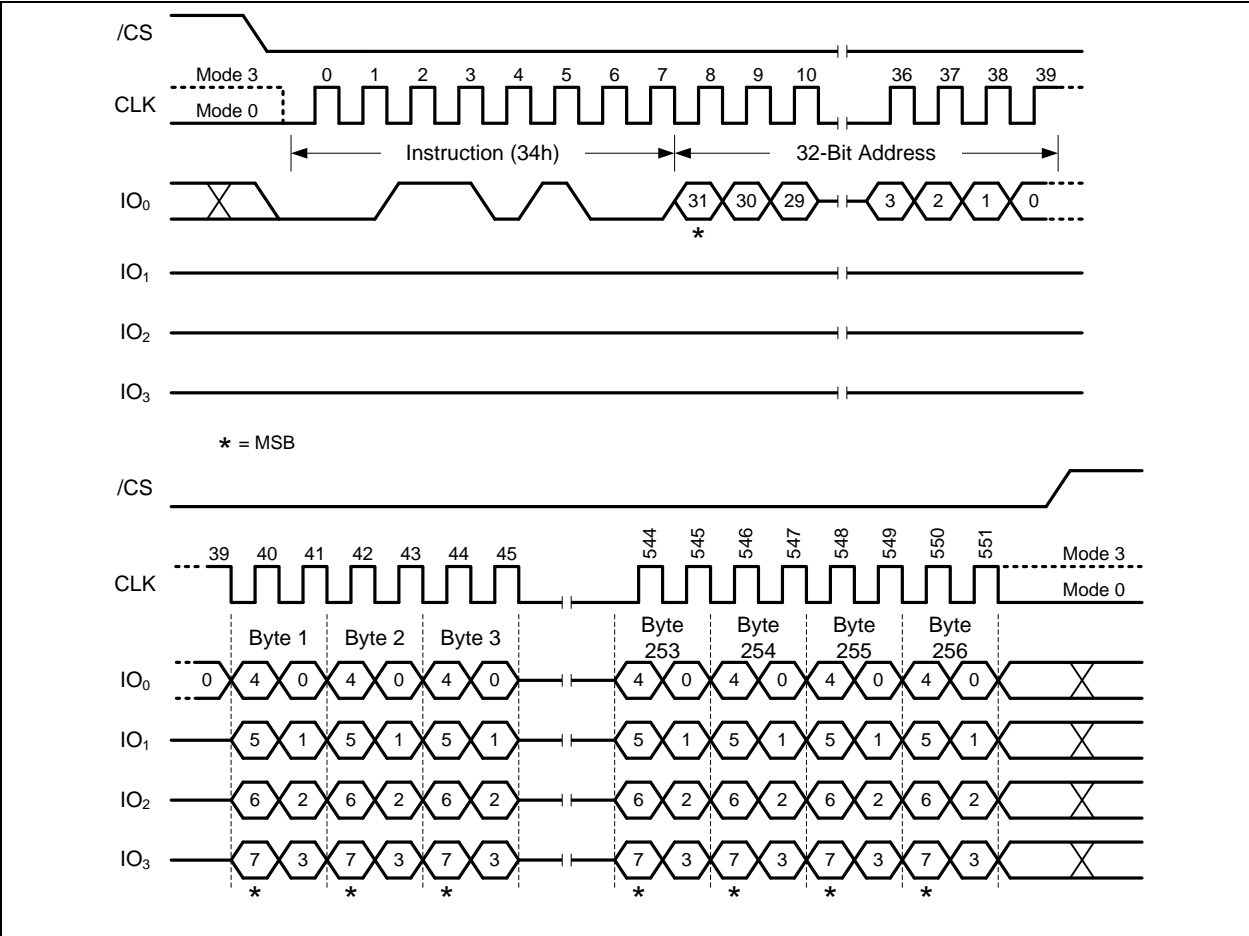 /CS
Mode 3 0 1 2 3 4 5 6 7 8 9 10 36 37 38 39
CLK
Mode 0
Instruction (34h) 32-Bit Address
IO₀ 31 30 29 3 2 1 0
*
IO₁
IO₂
IO₃
* = MSB
/CS
39 40 41 42 43 44 45 544 545 546 547 548 549 550 551 Mode 3
CLK
Mode 0
Byte 1 Byte 2 Byte 3 Byte 253 Byte 254 Byte 255 Byte 256
IO₀ 0 4 0 4 0 4 0 4 0 4 0 4 0 4 0
IO₁ 5 1 5 1 5 1 5 1 5 1 5 1 5 1
IO₂ 6 2 6 2 6 2 6 2 6 2 6 2 6 2
IO₃ 7 3 7 3 7 3 7 3 7 3 7 3 7 3
* * * * * * *